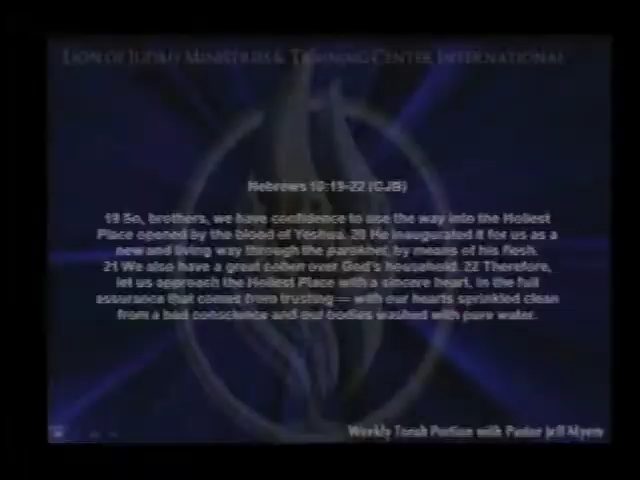 LION OF JUDAH MINISTRIES & TRAINING CENTER INTERNATIONAL
Hebrews 10:19-22 (CJB)
19 So, brothers, we have confidence to use the way into the Holiest
Place opened by the blood of Yeshua. 20 He inaugurated it for us as a
new and living way through the parokhet, by means of his flesh.
21 We also have a great cohen over God's household. 22 Therefore,
let us approach the Holiest Place with a sincere heart, in the full
assurance that comes from trusting — with our hearts sprinkled clean
from a bad conscience and our bodies washed with pure water.
Weekly Torah Portion with Pastor Jeff Myers